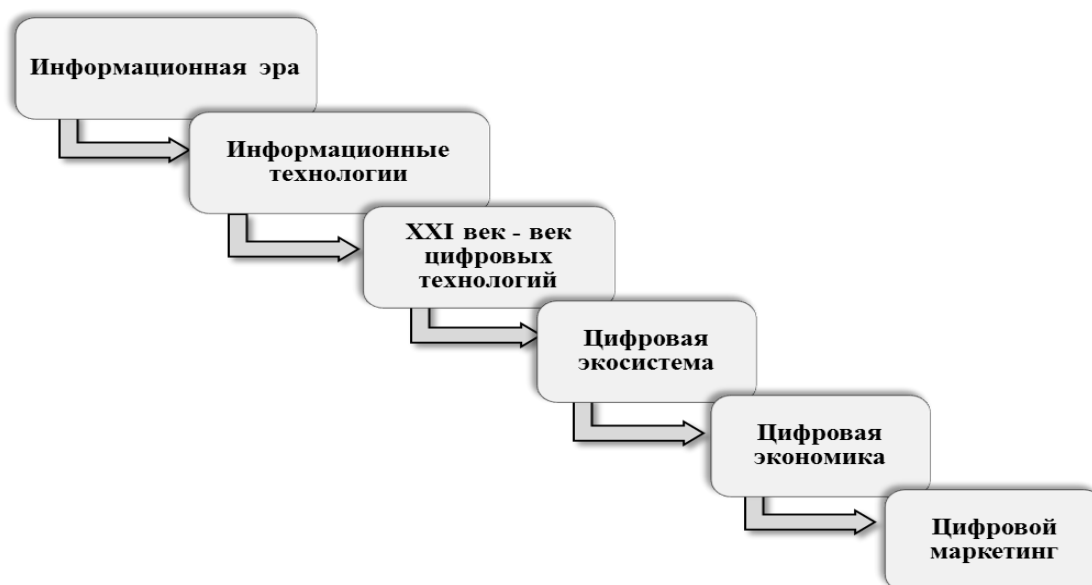 Информационная эра
Информационные
технологии
XXI век - век
цифровых
технологий
Цифровая
экосистема
Цифровая
экономика
Цифровой
маркетинг